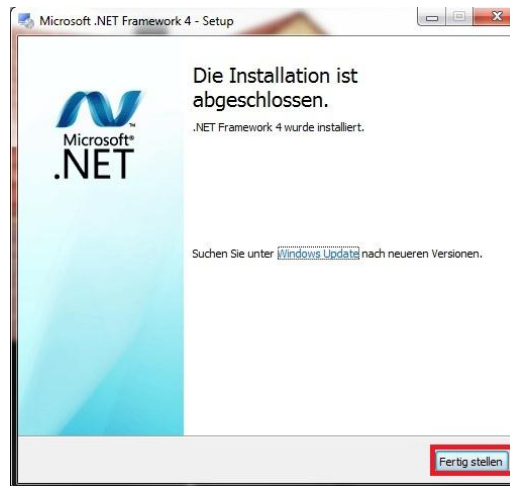 Microsoft .NET Framework 4 - Setup
Die Installation ist
abgeschlossen.
.NET Framework 4 wurde installiert.
Microsoft®
.NET™
Suchen Sie unter Windows Update nach neueren Versionen.
Fertig stellen